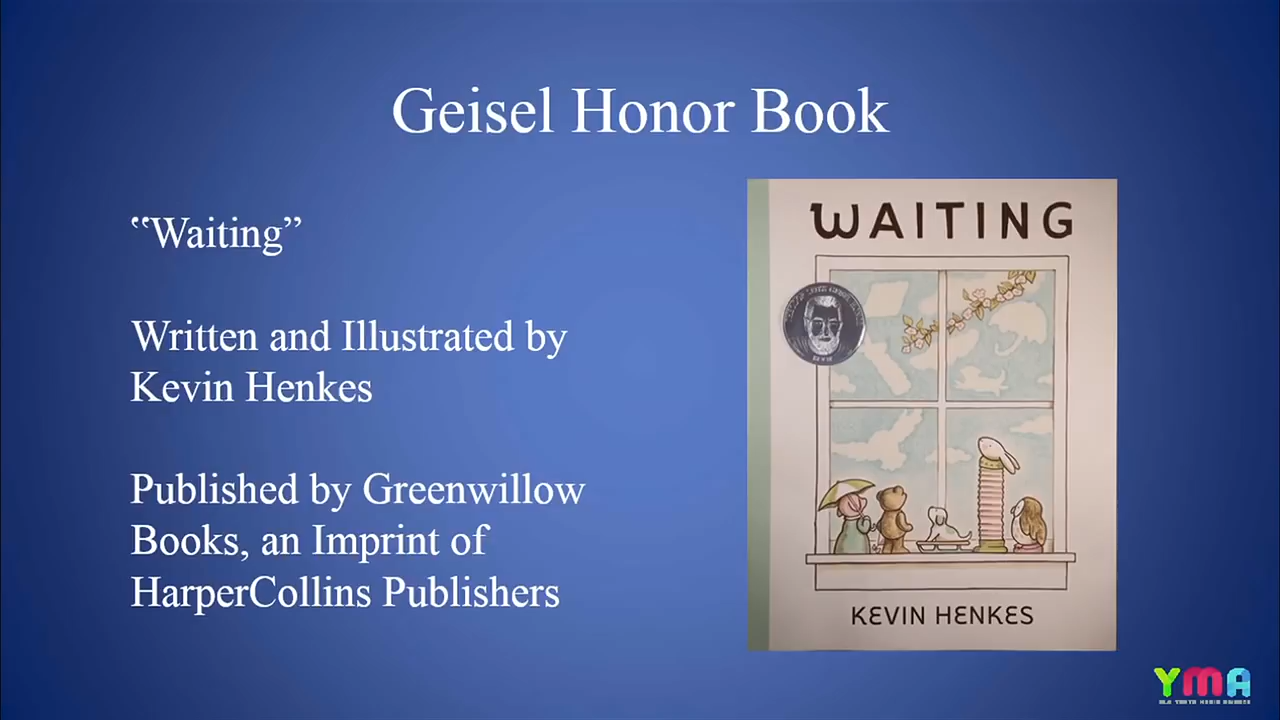 Geisel Honor Book
“Waiting”
Written and Illustrated by
Kevin Henkes
Published by Greenwillow
Books, an Imprint of
HarperCollins Publishers
WAITING
KEVIN HENKES
YMA